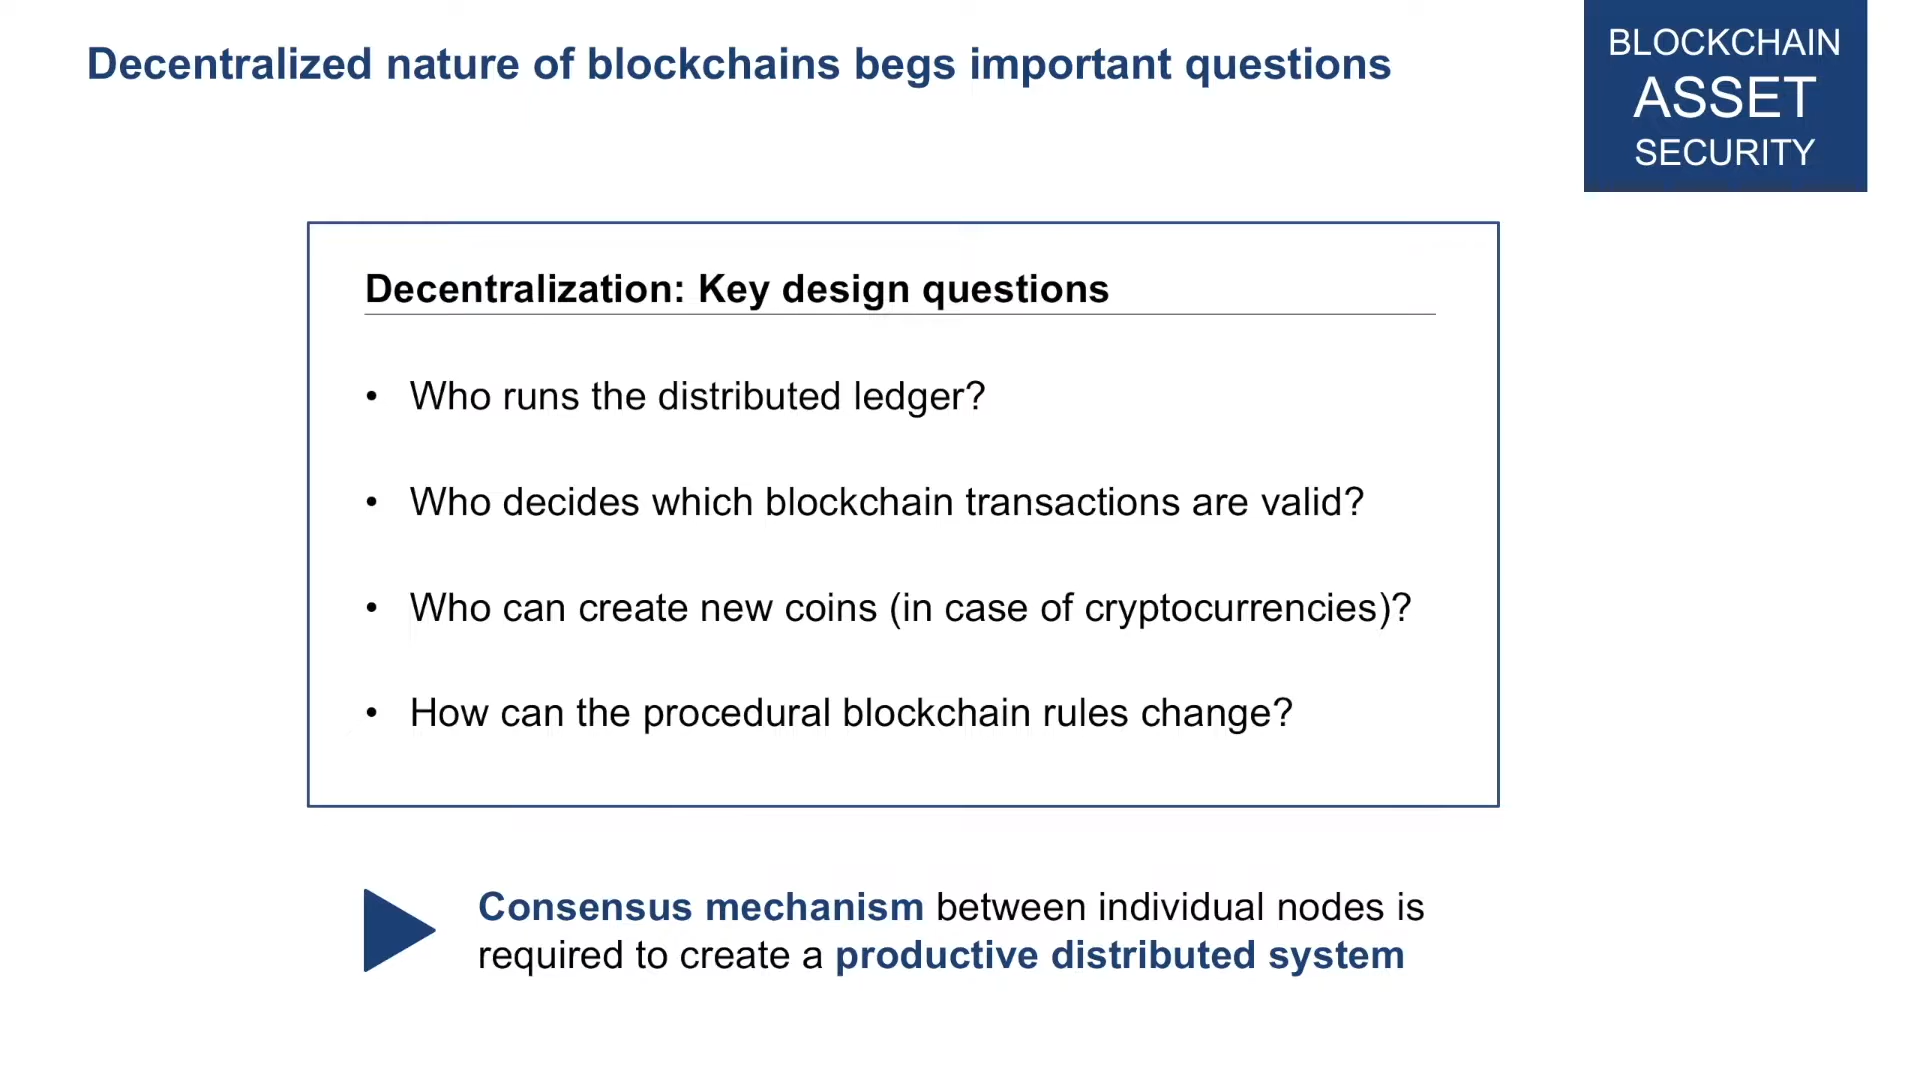 Decentralized nature of blockchains begs important questions
BLOCKCHAIN
ASSET
SECURITY
Decentralization: Key design questions
• Who runs the distributed ledger?
• Who decides which blockchain transactions are valid?
• Who can create new coins (in case of cryptocurrencies)?
• How can the procedural blockchain rules change?
Consensus mechanism between individual nodes is
required to create a productive distributed system